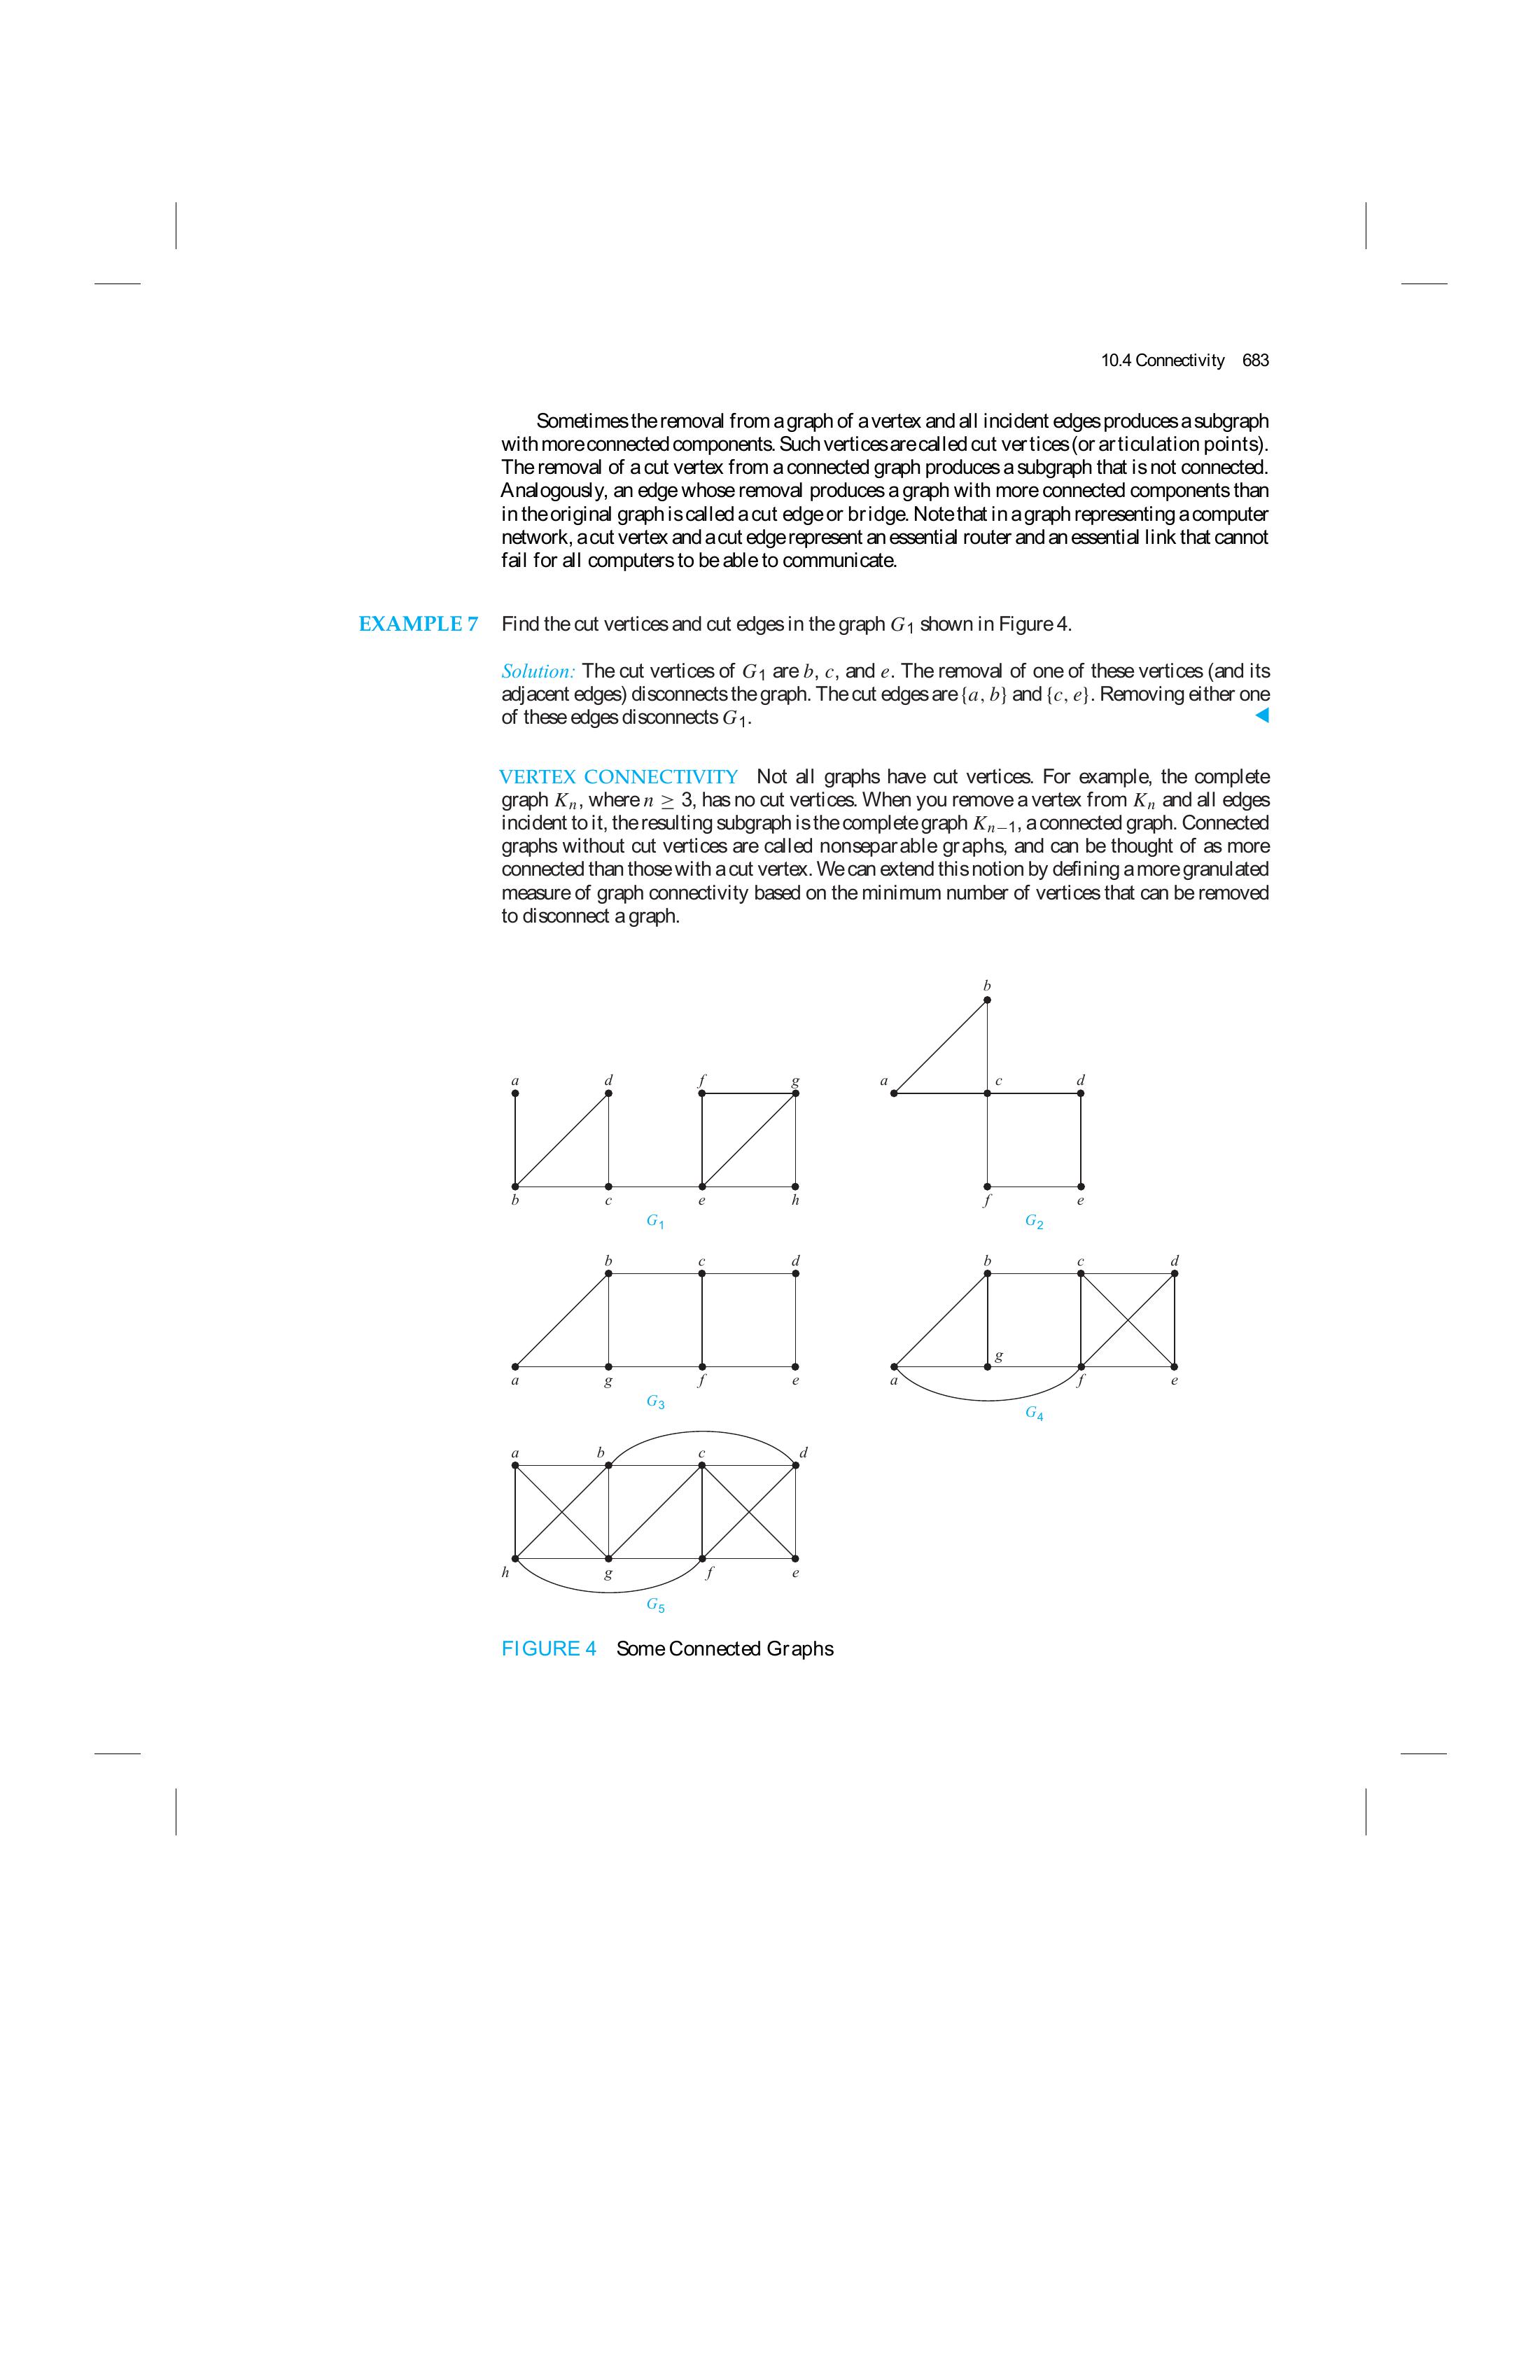 10.4 Connectivity 683
Sometimes the removal from a graph of a vertex and all incident edges produces a subgraph
with more connected components. Such vertices are called cut vertices (or articulation points).
The removal of a cut vertex from a connected graph produces a subgraph that is not connected.
Analogously, an edge whose removal produces a graph with more connected components than
in the original graph is called a cut edge or bridge. Note that in a graph representing a computer
network, a cut vertex and a cut edge represent an essential router and an essential link that cannot
fail for all computers to be able to communicate.
EXAMPLE 7 Find the cut vertices and cut edges in the graph G1 shown in Figure 4.
Solution: The cut vertices of G1 are b, c, and e. The removal of one of these vertices (and its
adjacent edges) disconnects the graph. The cut edges are {a, b} and {c, e}. Removing either one
of these edges disconnects G1.
VERTEX CONNECTIVITY Not all graphs have cut vertices. For example, the complete
graph Kn, where n ≥ 3, has no cut vertices. When you remove a vertex from Kn and all edges
incident to it, the resulting subgraph is the complete graph Kn−1, a connected graph. Connected
graphs without cut vertices are called nonseparable graphs, and can be thought of as more
connected than those with a cut vertex. We can extend this notion by defining a more granulated
measure of graph connectivity based on the minimum number of vertices that can be removed
to disconnect a graph.
b
a d f g a c d
b c e h f e
G1 G2
b c d b c d
g
a g f e a f e
G3 G4
a b c d
h g f e
G5
FIGURE 4 Some Connected Graphs